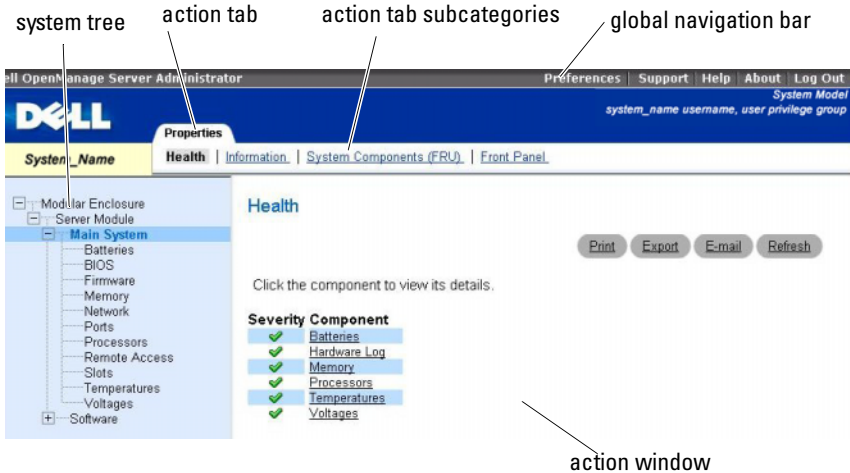 system tree
action tab
action tab subcategories
global navigation bar
ell OpenManage Server Administrator
Preferences | Support | Help | About | Log Out
DELL
System Model
system_name username, user privilege group
Properties
System_Name
Health | Information | System Components (FRU) | Front Panel
Modular Enclosure
Server Module
Main System
Batteries
BIOS
Firmware
Memory
Network
Ports
Processors
Remote Access
Slots
Temperatures
Voltages
Software
Health
Print Export E-mail Refresh
Click the component to view its details.
Severity Component
Batteries
Hardware Log
Memory
Processors
Temperatures
Voltages
action window